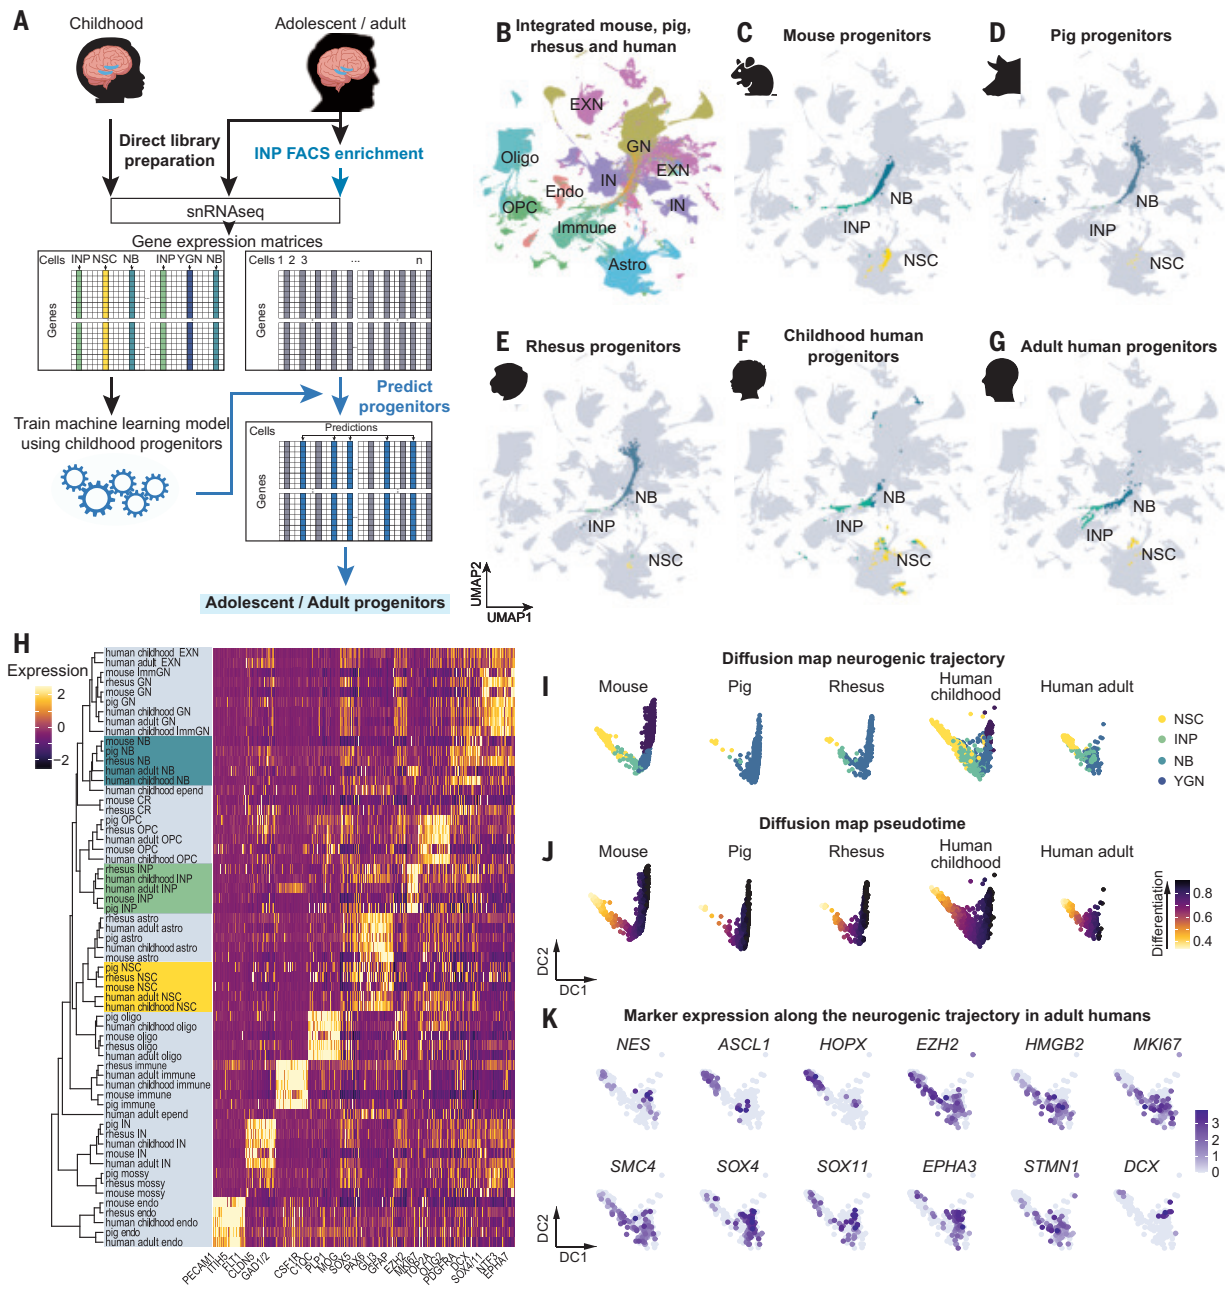 A
Childhood
Adolescent / adult
Direct library
preparation
INP FACS enrichment
snRNAseq
Gene expression matrices
Cells INP NSC NB INP YGN NB
Genes
Cells 1 2 3 ... n
Genes
Train machine learning model
using childhood progenitors
Predict
progenitors
Cells Predictions
Genes
Adolescent / Adult progenitors
B Integrated mouse, pig,
rhesus and human
EXN
GN
Oligo
EXN
IN
Endo
IN
OPC
Immune
Astro
C Mouse progenitors
NB
INP
NSC
D Pig progenitors
NB
INP
NSC
E Rhesus progenitors
NB
INP
NSC
UMAP2
UMAP1
F Childhood human
progenitors
NB
INP
NSC
G Adult human progenitors
NB
INP
NSC
H
Expression
2
0
−2
human childhood EXN
human adult EXN
mouse ImmGN
rhesus GN
mouse GN
pig GN
human childhood GN
human adult GN
human childhood ImmGN
mouse NB
pig NB
rhesus NB
human adult NB
human childhood NB
human childhood epend
mouse CR
rhesus CR
pig OPC
rhesus OPC
human adult OPC
mouse OPC
human childhood OPC
rhesus INP
human childhood INP
human adult INP
mouse INP
pig INP
rhesus astro
human adult astro
pig astro
human childhood astro
mouse astro
pig NSC
rhesus NSC
mouse NSC
human adult NSC
human childhood NSC
pig oligo
human childhood oligo
mouse oligo
rhesus oligo
human adult oligo
rhesus immune
human adult immune
human childhood immune
mouse immune
pig immune
human adult epend
pig IN
rhesus IN
human childhood IN
mouse IN
human adult IN
pig mossy
rhesus mossy
mouse mossy
mouse endo
rhesus endo
human childhood endo
pig endo
human adult endo
PECAM1
ITIH5
FLT1
CLDN5
GAD1/2
CSF1R
C1QC
PLP1
MOG
SOX5
PAX6
GLI3
GFAP
EZH2
MKI67
TOP2A
OLIG2
PDGFRA
DCX
SOX4/11
NTF3
EPHA7
I
Diffusion map neurogenic trajectory
Mouse
Pig
Rhesus
Human
childhood
Human adult
NSC
INP
NB
YGN
Diffusion map pseudotime
J
Mouse
Pig
Rhesus
Human
childhood
Human adult
Differentiation
0.8
0.6
0.4
DC2
DC1
K Marker expression along the neurogenic trajectory in adult humans
NES ASCL1 HOPX EZH2 HMGB2 MKI67
SMC4 SOX4 SOX11 EPHA3 STMN1 DCX
3
2
1
0
DC2
DC1